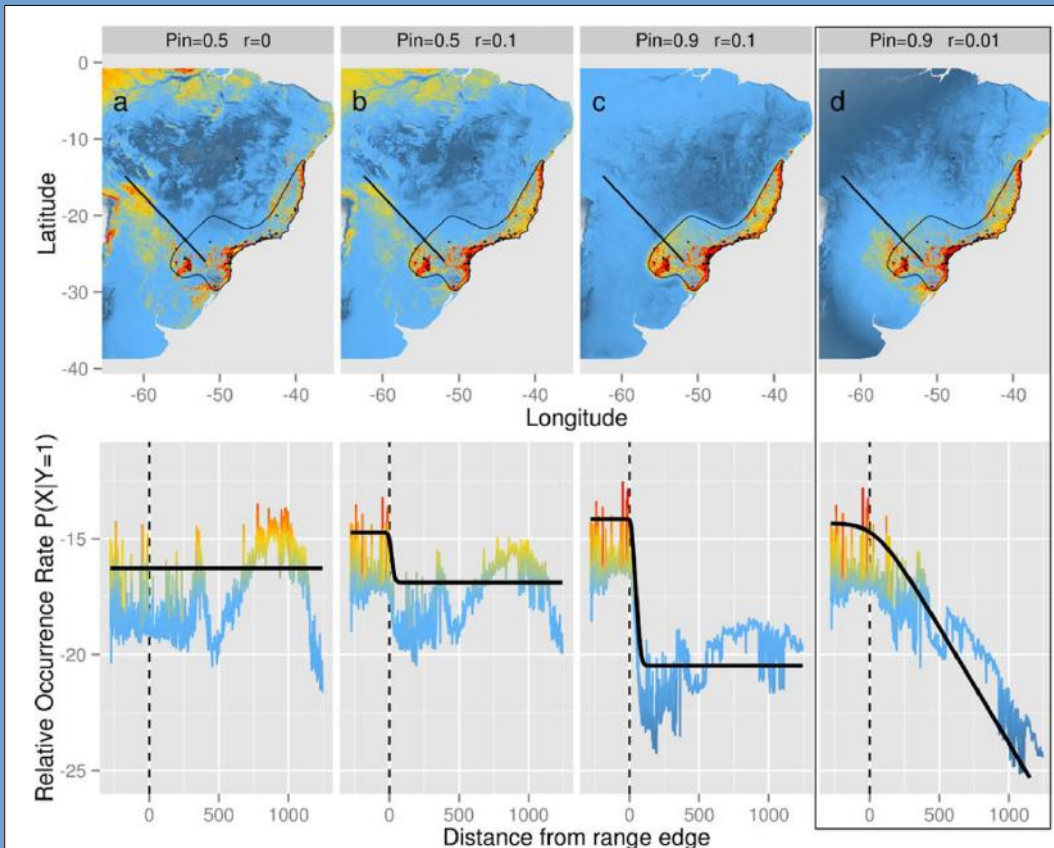 Pin=0.5 r=0
Pin=0.5 r=0.1
Pin=0.9 r=0.1
Pin=0.9 r=0.01
a
b
c
d
Latitude
0
-10
-20
-30
-40
-60 -50 -40
-60 -50 -40
-60 -50 -40
-60 -50 -40
Longitude
Relative Occurrence Rate P(X|Y=1)
-15
-20
-25
0 500 1000
0 500 1000
0 500 1000
0 500 1000
Distance from range edge